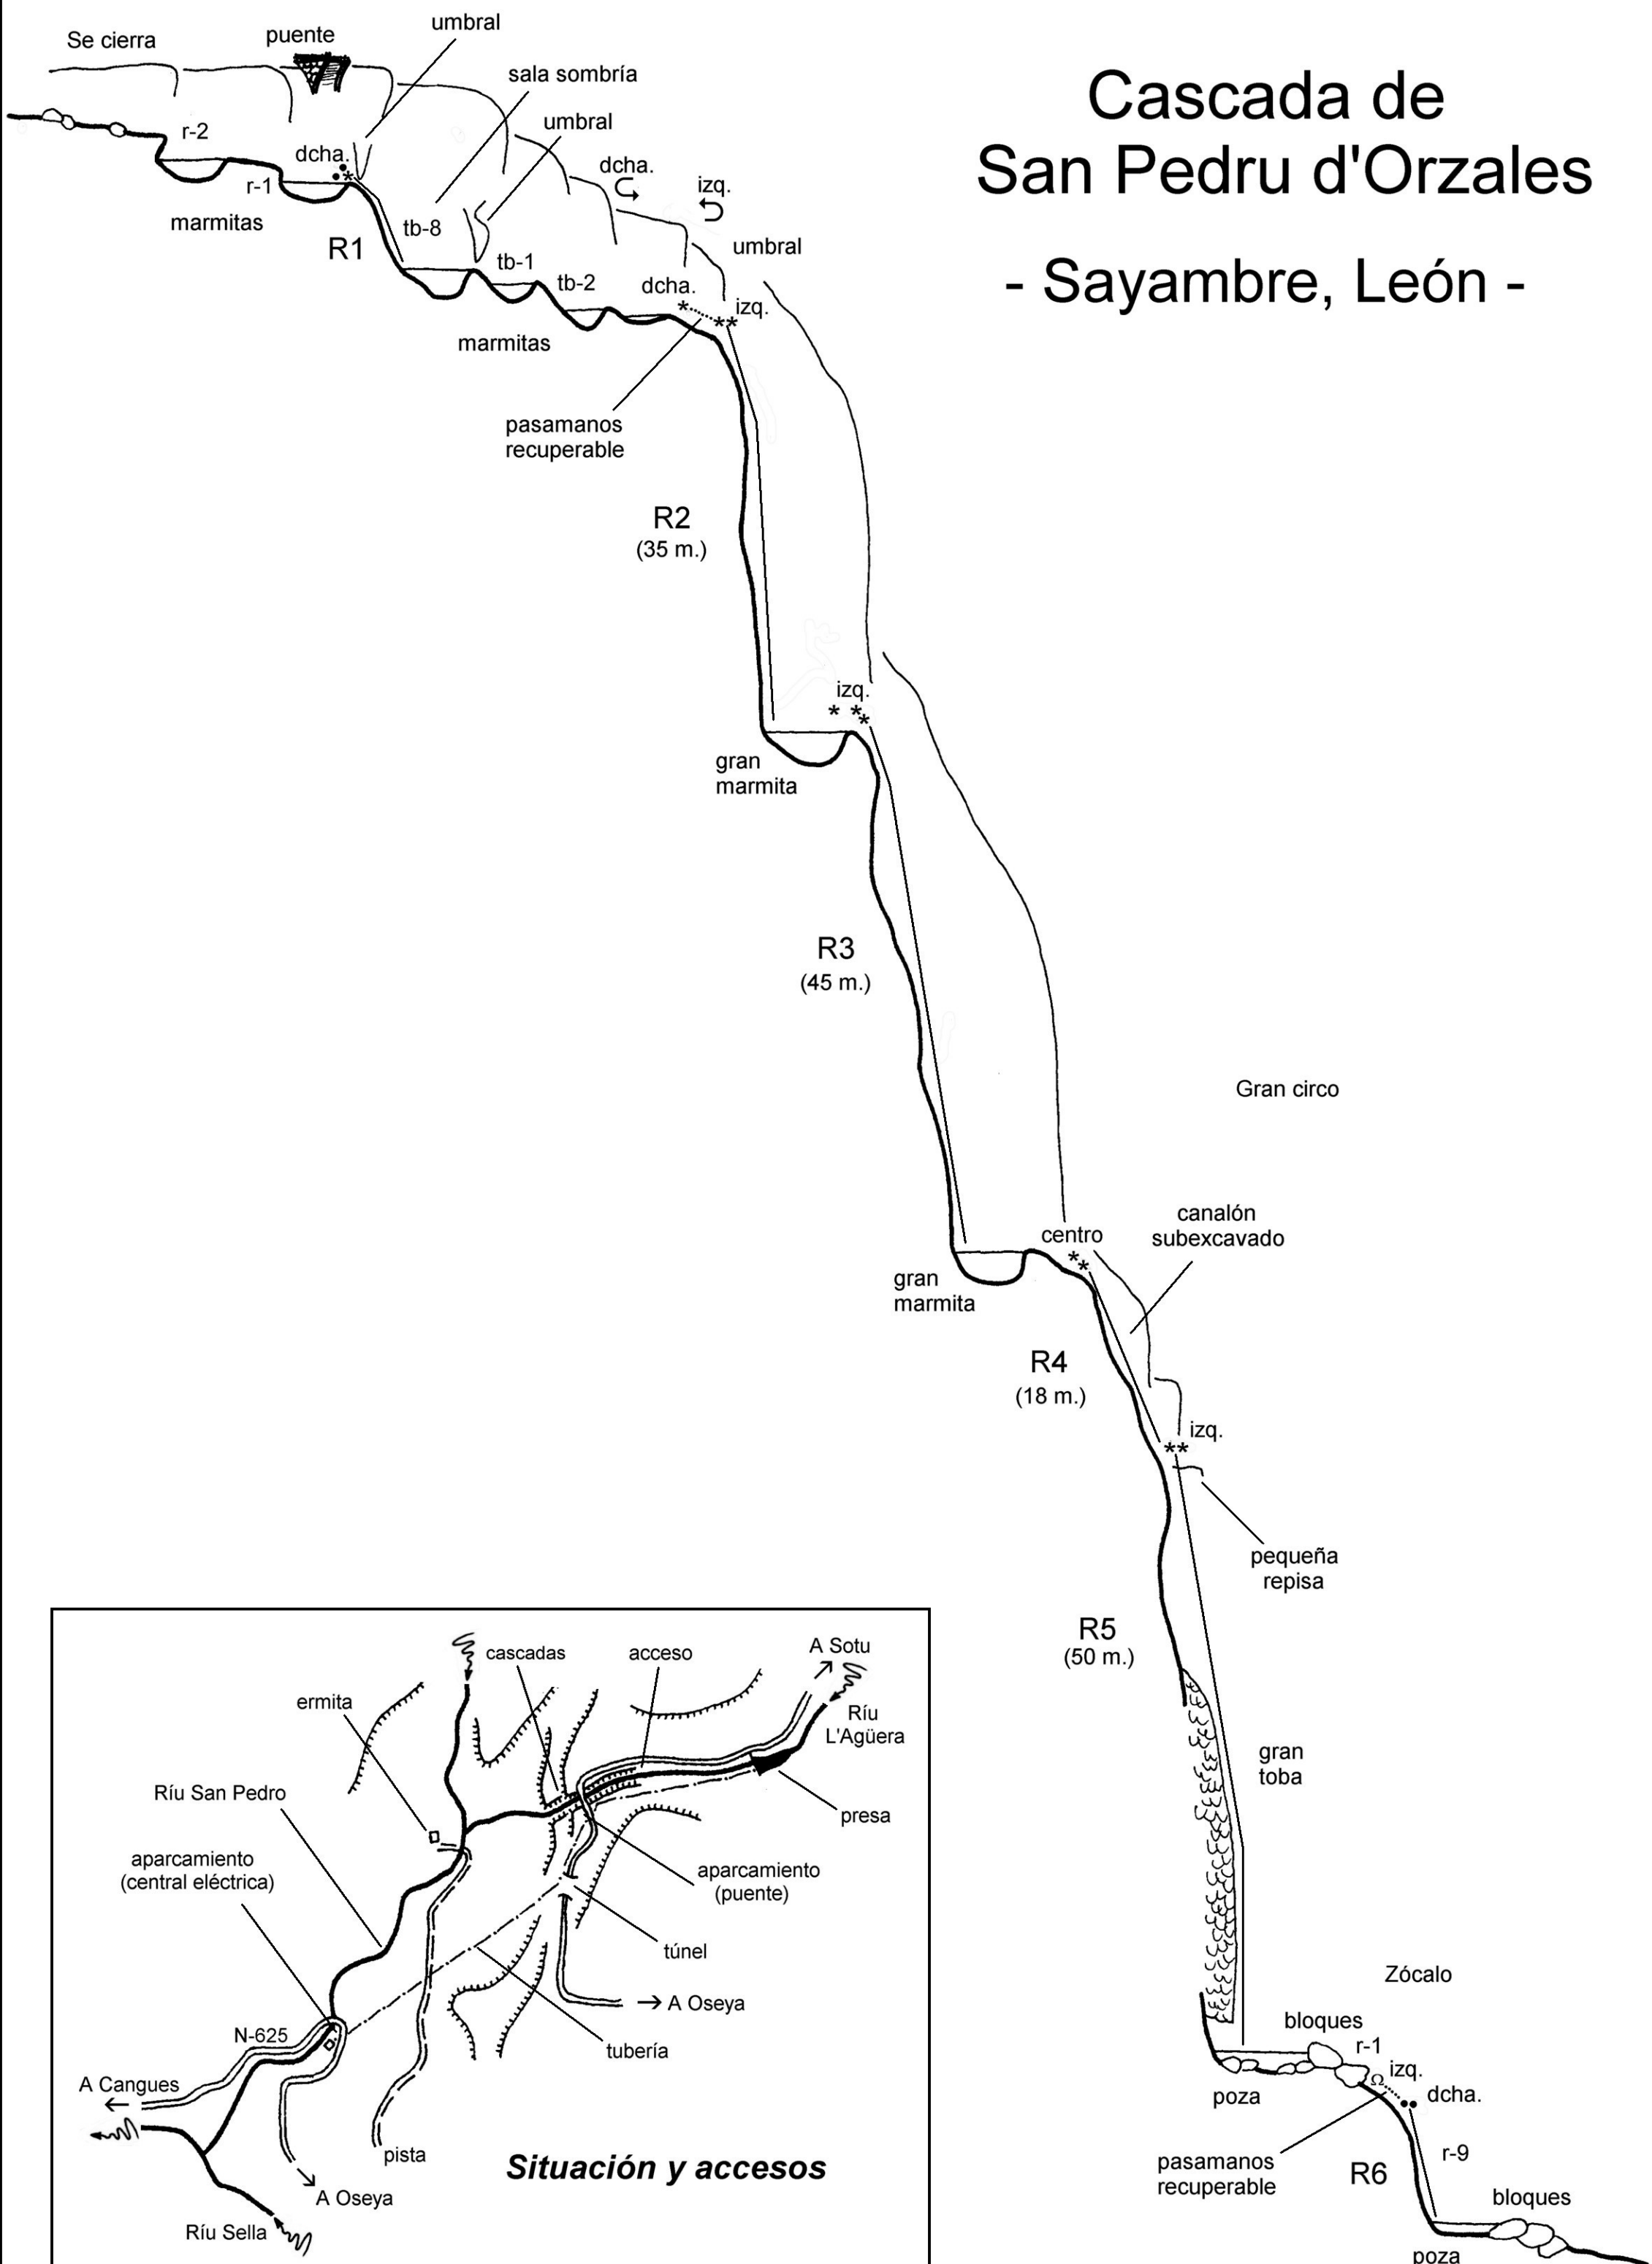 Cascada de
San Pedru d'Orzales
- Sayambre, León -
Se cierra
puente
umbral
sala sombría
umbral
r-2
dcha.
r-1
marmitas
R1
tb-8
dcha.
izq.
umbral
tb-1
tb-2
dcha.
izq.
marmitas
pasamanos
recuperable
R2
(35 m.)
izq.
gran
marmita
R3
(45 m.)
Gran circo
canalón
subexcavado
centro
gran
marmita
R4
(18 m.)
izq.
pequeña
repisa
R5
(50 m.)
gran
toba
Zócalo
bloques
r-1
izq.
dcha.
poza
pasamanos
recuperable
r-9
R6
bloques
poza
cascadas
acceso
A Sotu
ermita
Ríu
L'Agüera
Ríu San Pedro
presa
aparcamiento
(central eléctrica)
aparcamiento
(puente)
túnel
A Oseya
N-625
tubería
A Cangues
pista
Situación y accesos
A Oseya
Ríu Sella